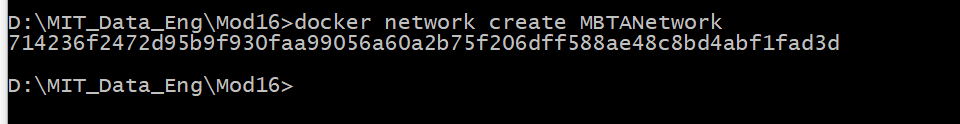 D:\MIT_Data_Eng\Mod16>docker network create MBTANetwork
714236f2472d95b9f930faa99056a60a2b75f206dff588ae48c8bd4abf1fad3d
D:\MIT_Data_Eng\Mod16>